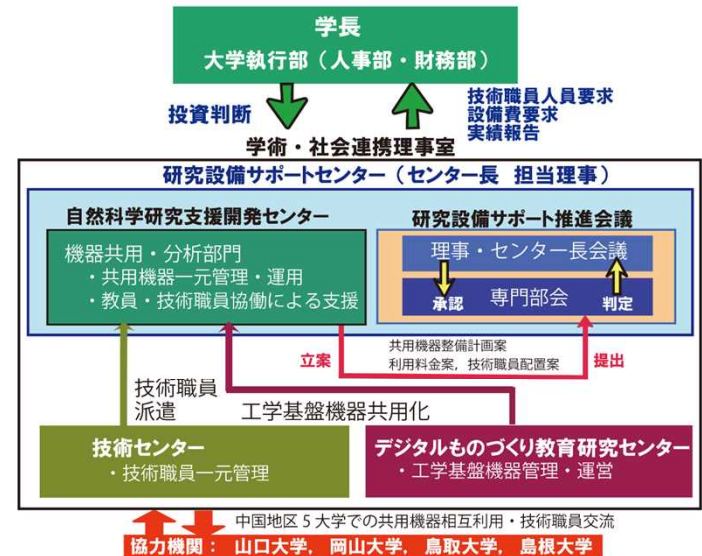 学長
大学執行部（人事部・財務部）
投資判断
技術職員人員要求
設備費要求
実績報告
学術・社会連携理事室
研究設備サポートセンター（センター長 担当理事）
自然科学研究支援開発センター
機器共用・分析部門
・共用機器一元管理・運用
・教員・技術職員協働による支援
研究設備サポート推進会議
理事・センター長会議
承認
専門部会
判定
立案
共用機器整備計画案
利用料金案，技術職員配置案
提出
技術職員
派遣
工学基盤機器共用化
技術センター
・技術職員一元管理
デジタルものづくり教育研究センター
・工学基盤機器管理・運営
中国地区５大学での共用機器相互利用・技術職員交流
協力機関： 山口大学， 岡山大学， 鳥取大学， 島根大学